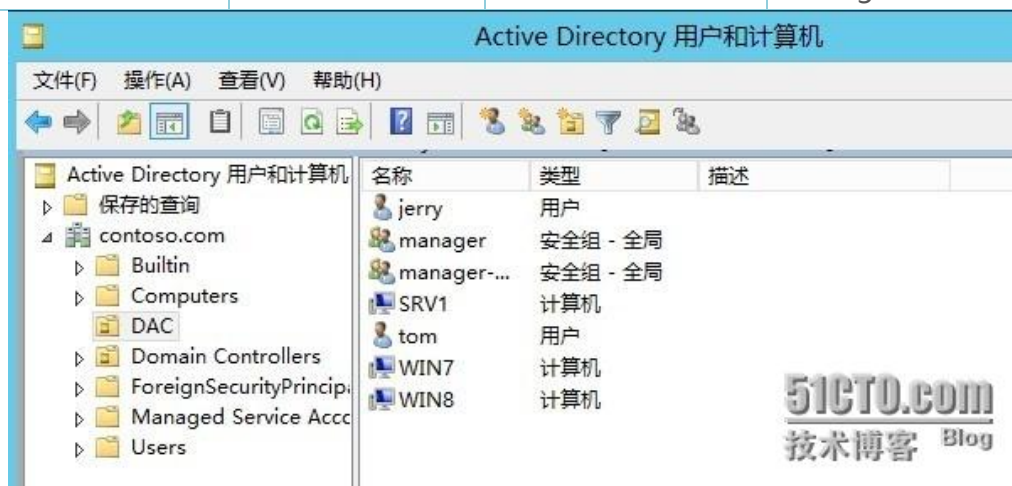 Active Directory 用户和计算机
文件(F) 操作(A) 查看(V) 帮助(H)
Active Directory 用户和计算机
保存的查询
contoso.com
Builtin
Computers
DAC
Domain Controllers
ForeignSecurityPrincip
Managed Service Acc
Users
名称 类型 描述
jerry 用户
manager 安全组 - 全局
manager-... 安全组 - 全局
SRV1 计算机
tom 用户
WIN7 计算机
WIN8 计算机
51CTO.com
技术博客 Blog